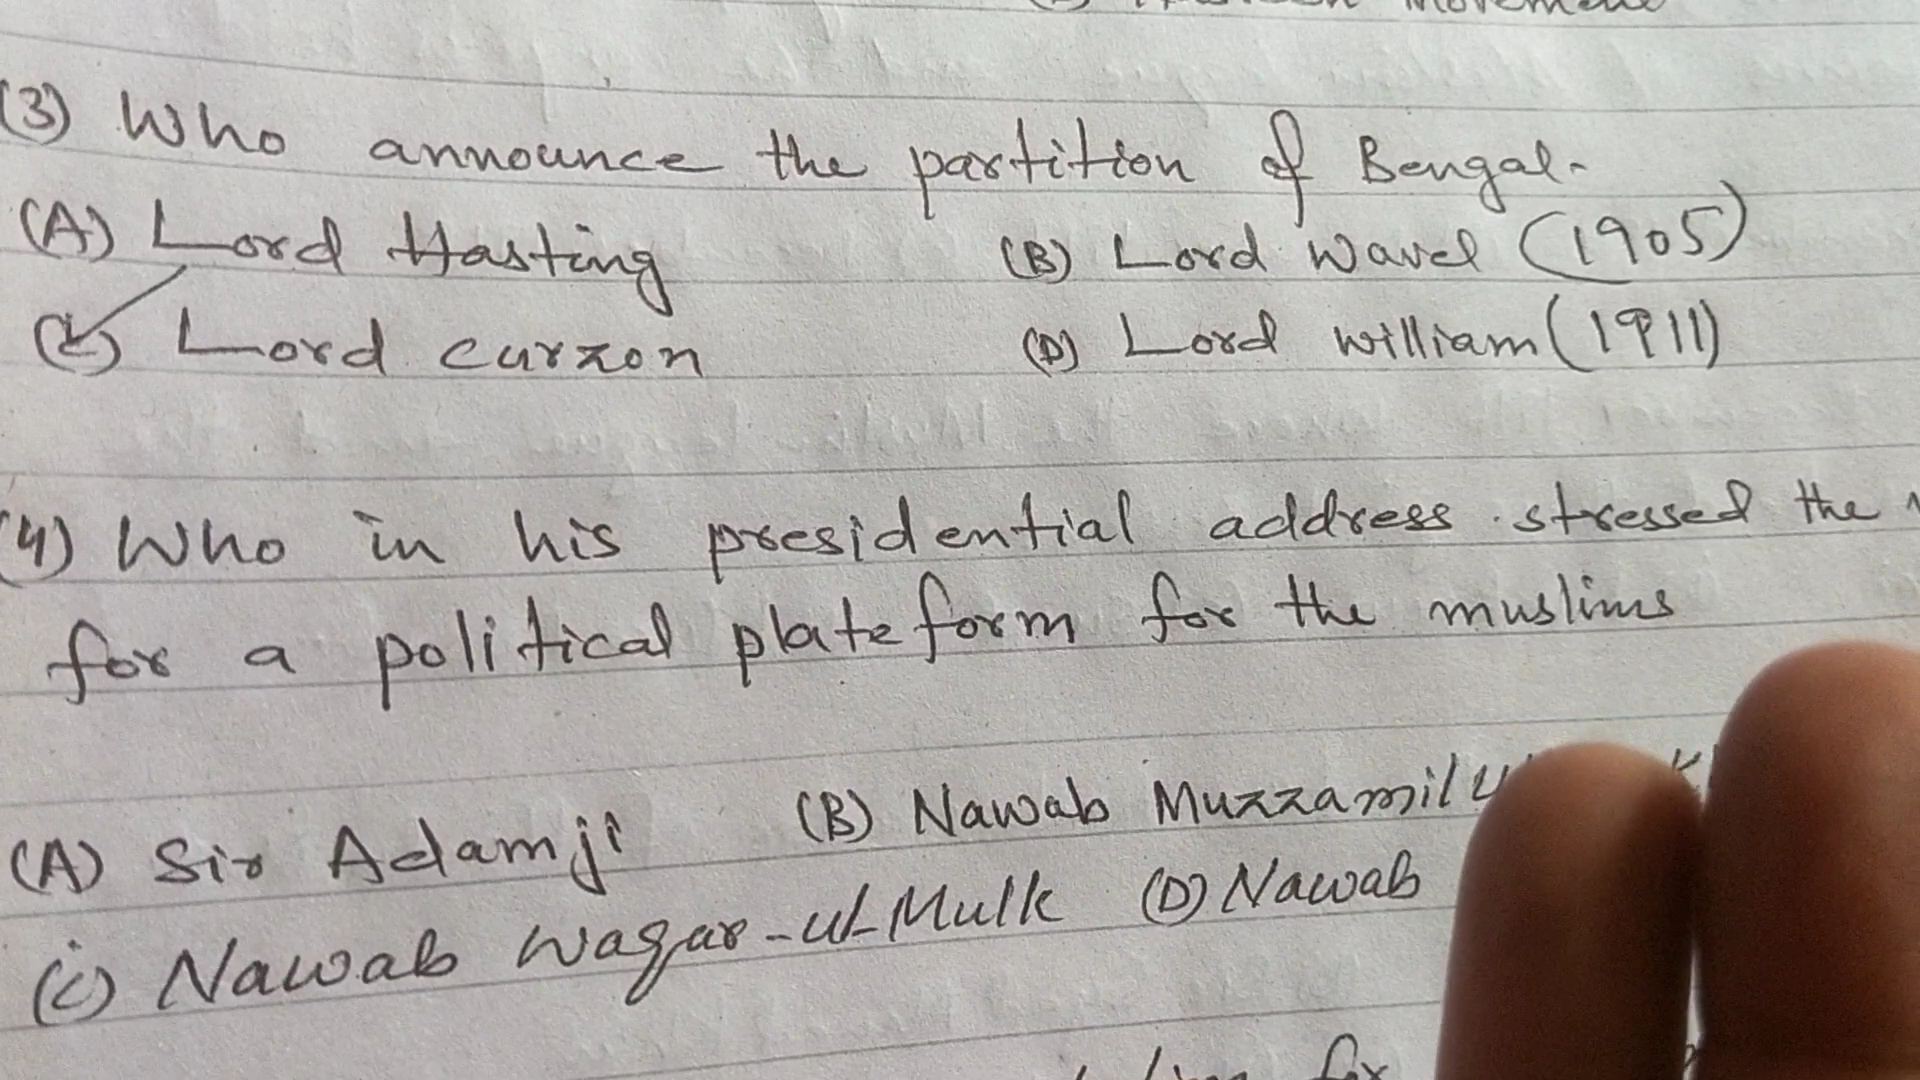 (3) Who announce the partition of Bengal-
(A) Lord Hasting (B) Lord Wavel (1905)
(C) Lord curzon (D) Lord william (1911)
(4) Who in his presidential address stressed the
for a political plateform for the muslims
(A) Sir Adamji (B) Nawab Muzzamil
(C) Nawab Waqar-ul-Mulk (D) Nawab